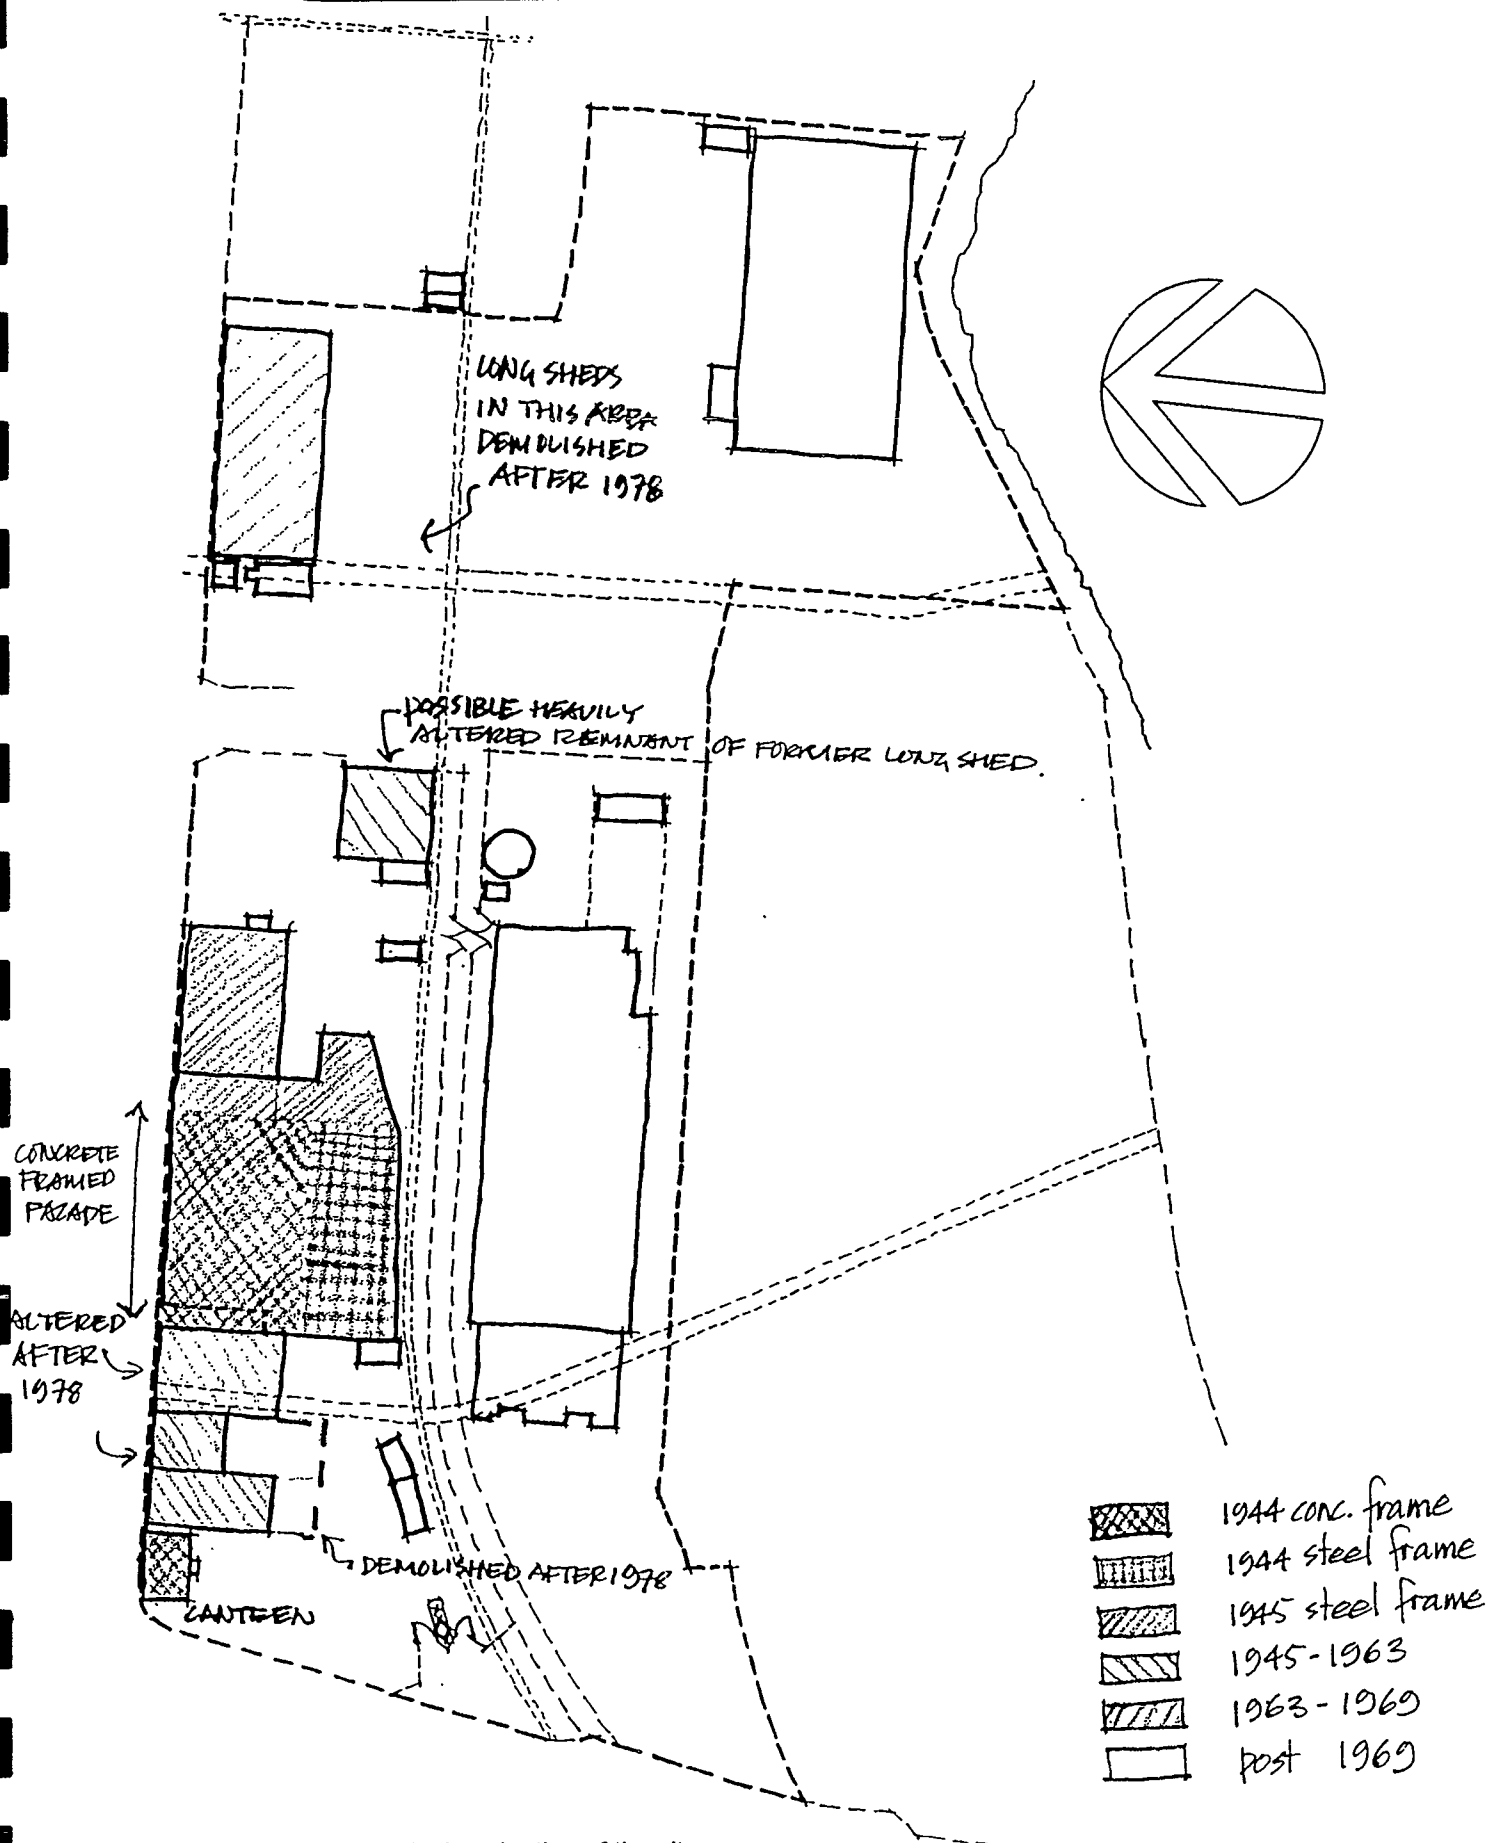 LONG SHEDS
IN THIS AREA
DEMOLISHED
AFTER 1978
POSSIBLE HEAVILY
ALTERED REMNANT OF FORMER LONG SHED.
CONCRETE
FRAMED
FACADE
ALTERED
AFTER
1978
DEMOLISHED AFTER 1978
CANTEEN
1944 conc. frame
1944 steel frame
1945 steel frame
1945-1963
1963-1969
post 1969